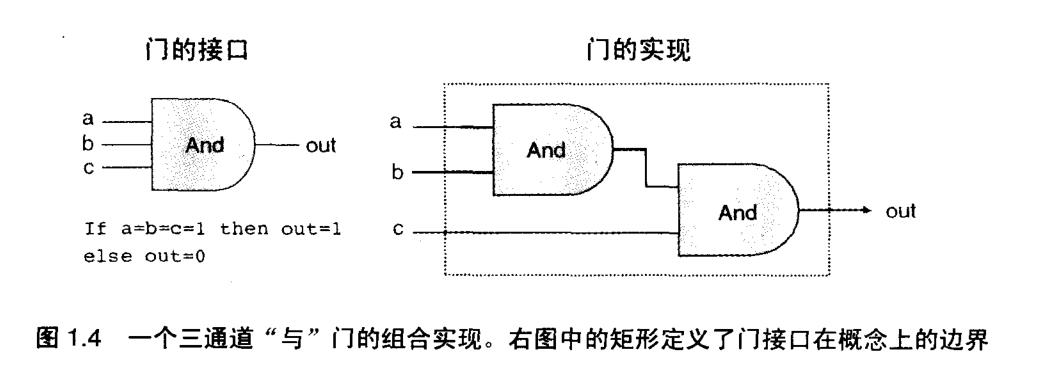 门的接口
a
b
c
And
out
If a=b=c=1 then out=1
else out=0
门的实现
a
b
c
And
And
out
图 1.4 一个三通道“与”门的组合实现。右图中的矩形定义了门接口在概念上的边界